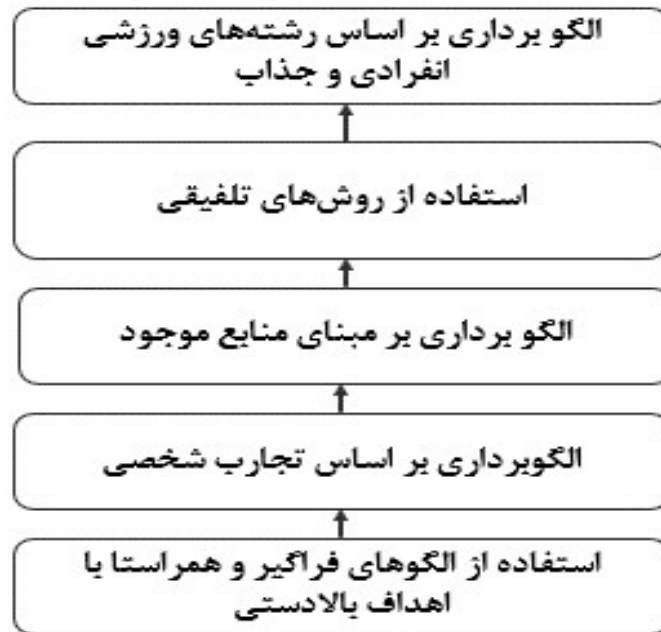 الگو برداری بر اساس رشته‌های ورزشی
انفرادی و جذاب
استفاده از روش‌های تلفیقی
الگو برداری بر مبنای منابع موجود
الگوبرداری بر اساس تجارب شخصی
استفاده از الگوهای فراگیر و همراستا با
اهداف بالادستی